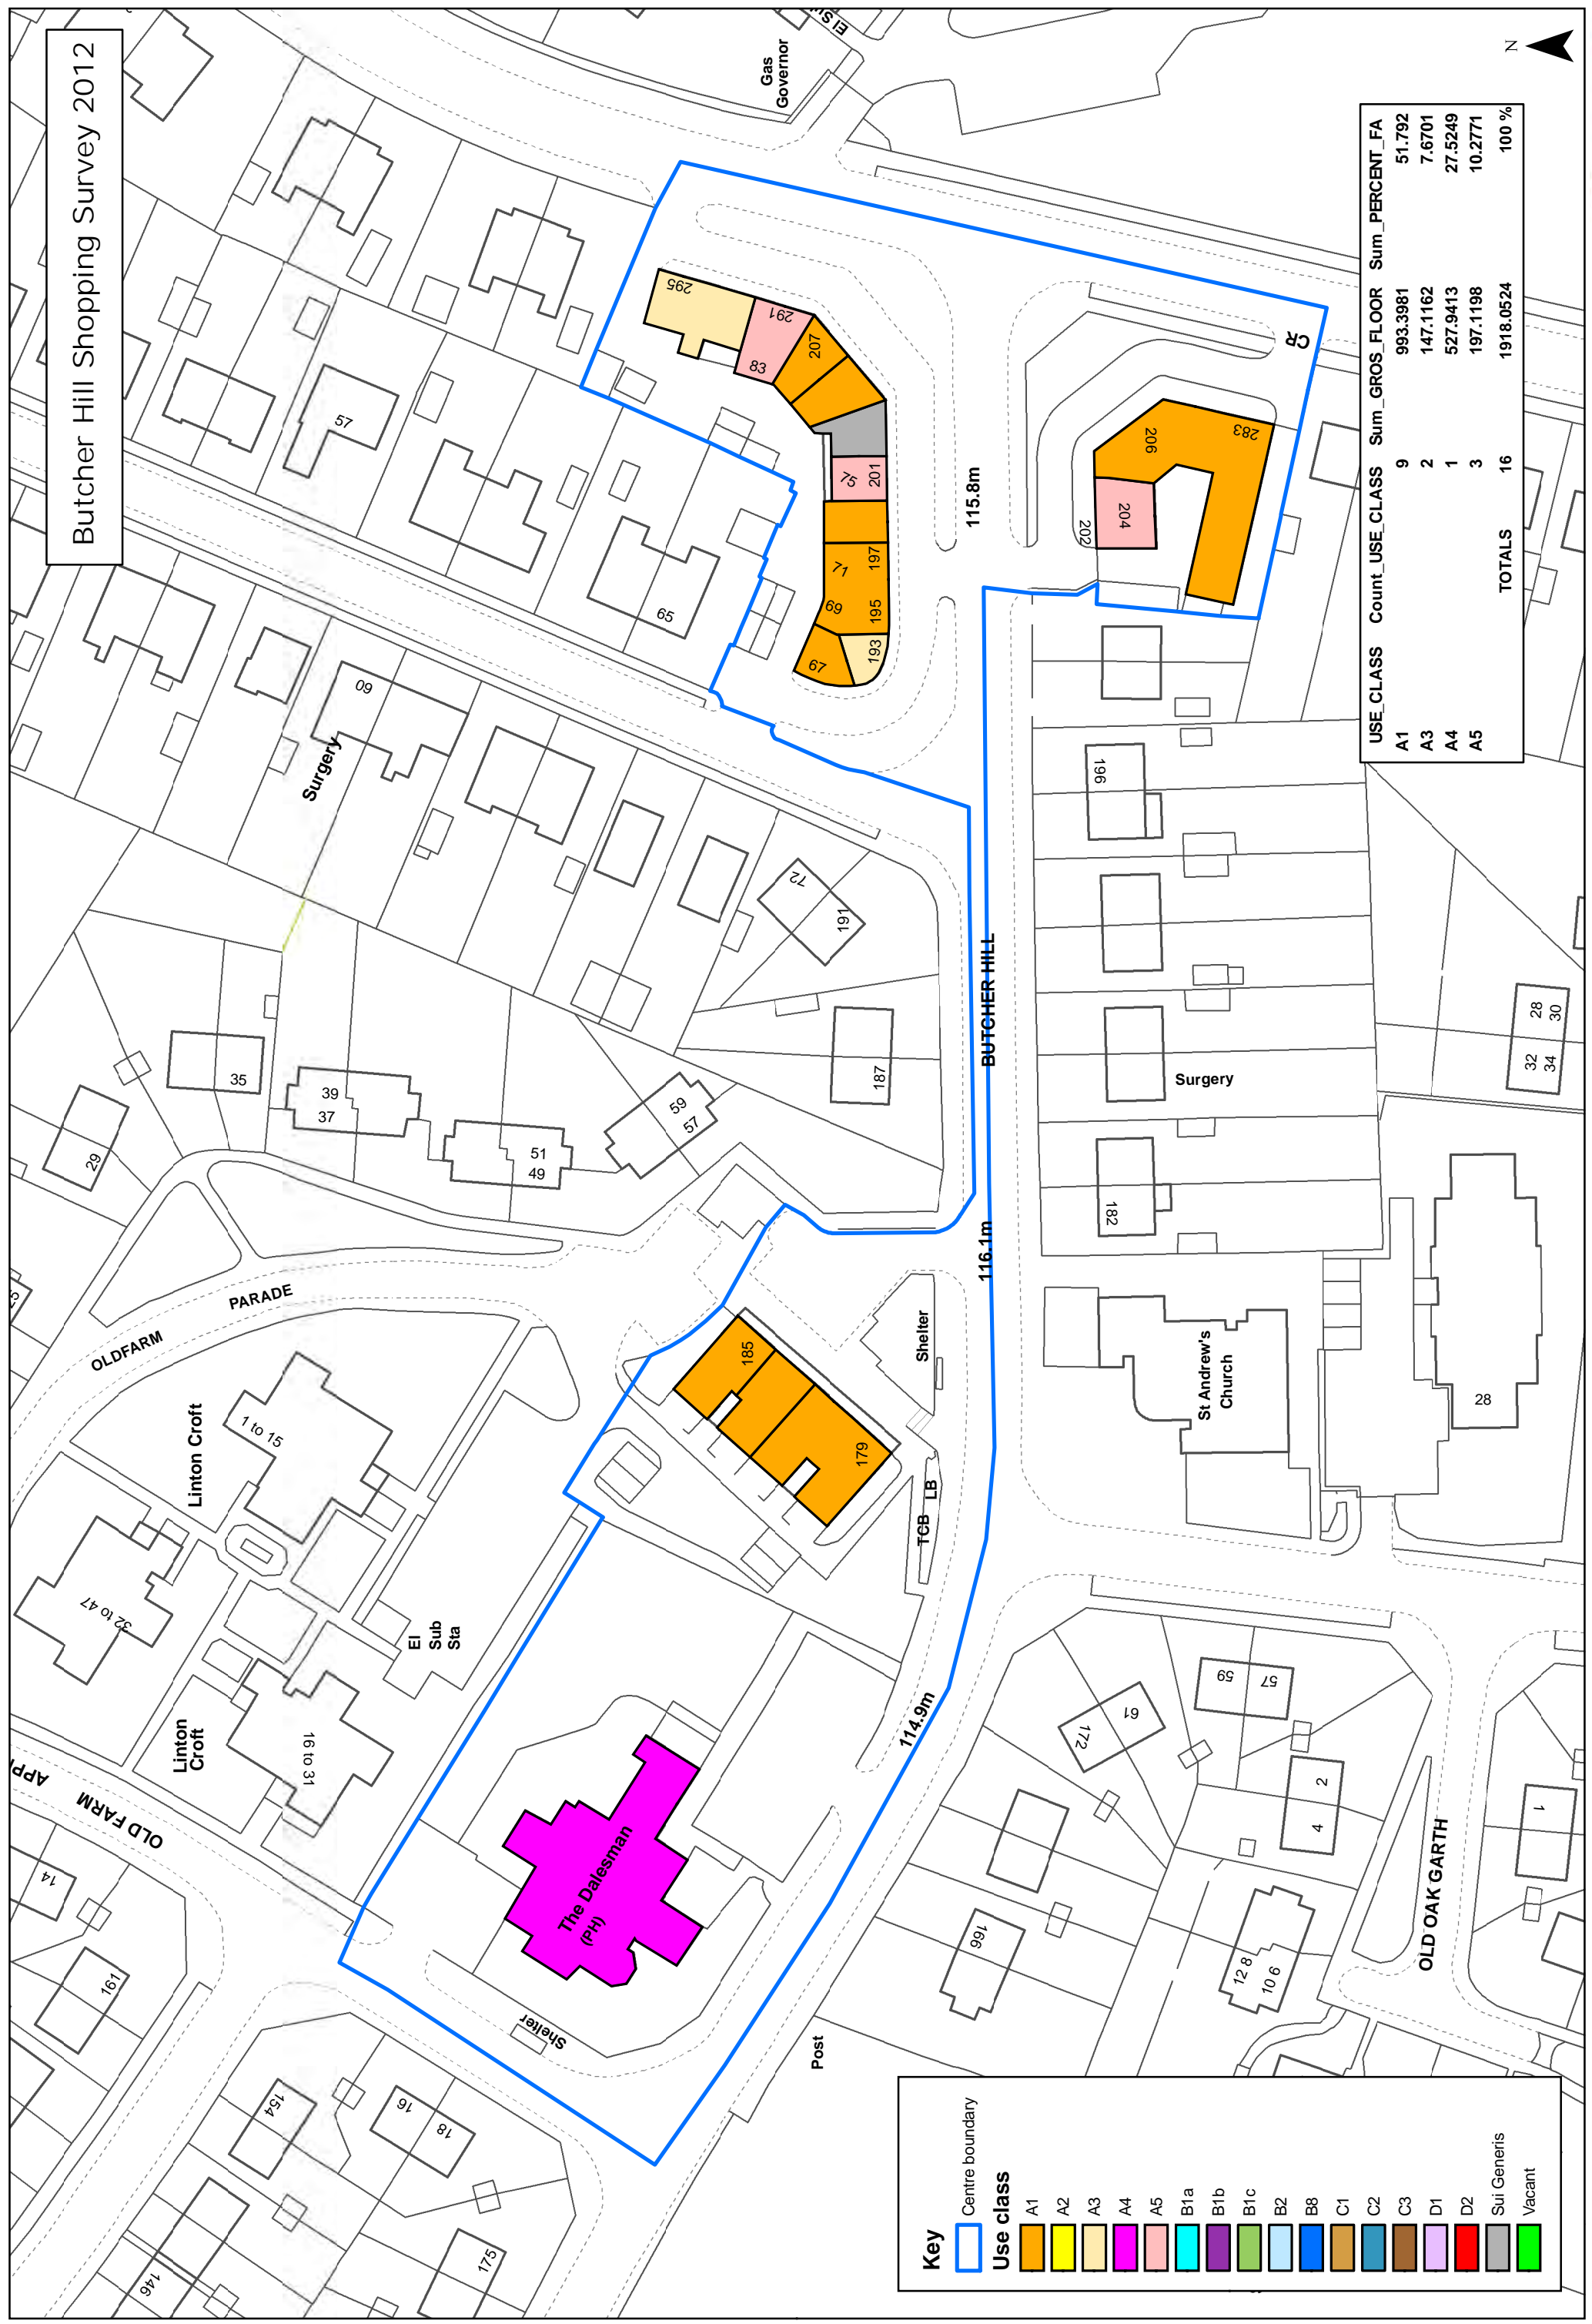 Butcher Hill Shopping Survey 2012
N
El Su
Gas
Governor
57
65
60
Surgery
295
291
83
207
75
201
71
197
69
195
67
193
115.8m
CR
206
283
204
202
USE_CLASS Count_USE_CLASS Sum_GROS_FLOOR Sum_PERCENT_FA
A1 9 993.3981 51.792
A3 2 147.1162 7.6701
A4 1 527.9413 27.5249
A5 3 197.1198 10.2771
TOTALS 16 1918.0524 100 %
72
191
187
35
39
37
29
51
49
59
57
BUTCHER HILL
196
Surgery
182
28
30
32
34
116.1m
OLDFARM
PARADE
Linton Croft
1 to 15
32 to 47
El
Sub
Sta
Linton
Croft
16 to 31
185
179
Shelter
TCB
LB
St Andrew's
Church
28
OLD FARM
APP
14
161
The Dalesman
(PH)
114.9m
Shelter
Post
172
61
59
57
2
4
1
166
12 8
10 6
OLD OAK GARTH
154
16
18
146
175
Key
Centre boundary
Use class
A1
A2
A3
A4
A5
B1a
B1b
B1c
B2
B8
C1
C2
C3
D1
D2
Sui Generis
Vacant